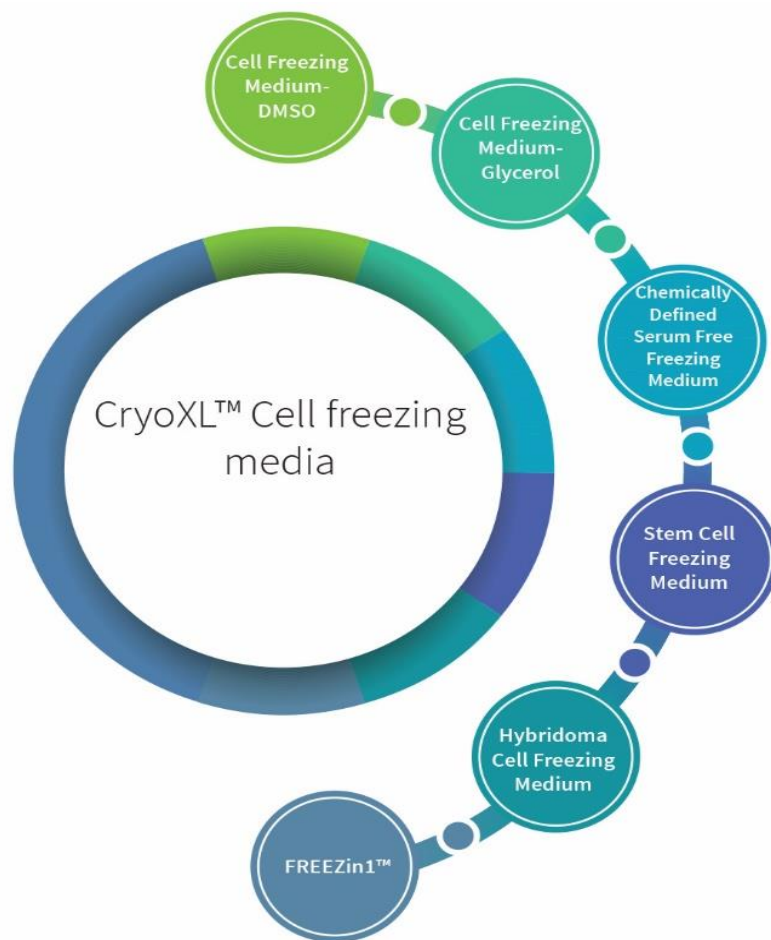 Cell Freezing
Medium-
DMSO
Cell Freezing
Medium-
Glycerol
Chemically
Defined
Serum Free
Freezing
Medium
CryoXL™ Cell freezing
media
Stem Cell
Freezing
Medium
Hybridoma
Cell Freezing
Medium
FREEZin1™